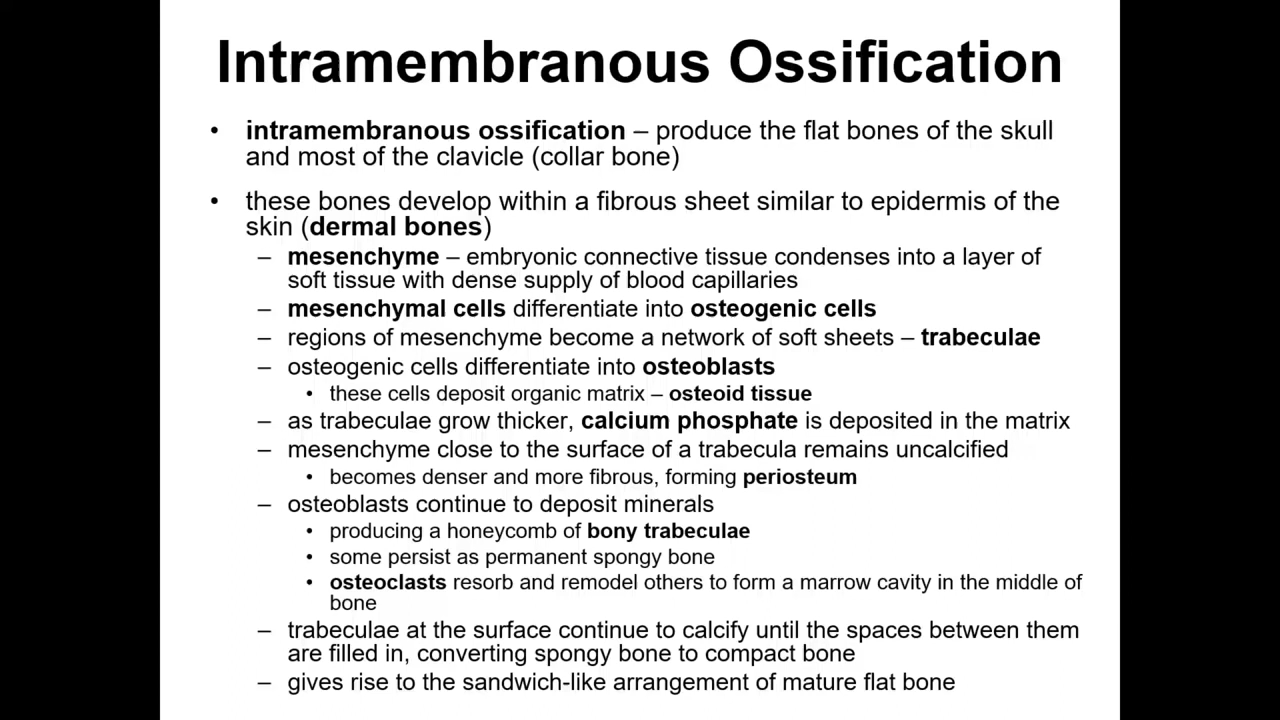 Intramembranous Ossification
• intramembranous ossification – produce the flat bones of the skull
and most of the clavicle (collar bone)
• these bones develop within a fibrous sheet similar to epidermis of the
skin (dermal bones)
– mesenchyme – embryonic connective tissue condenses into a layer of
soft tissue with dense supply of blood capillaries
– mesenchymal cells differentiate into osteogenic cells
– regions of mesenchyme become a network of soft sheets – trabeculae
– osteogenic cells differentiate into osteoblasts
• these cells deposit organic matrix – osteoid tissue
– as trabeculae grow thicker, calcium phosphate is deposited in the matrix
– mesenchyme close to the surface of a trabecula remains uncalcified
• becomes denser and more fibrous, forming periosteum
– osteoblasts continue to deposit minerals
• producing a honeycomb of bony trabeculae
• some persist as permanent spongy bone
• osteoclasts resorb and remodel others to form a marrow cavity in the middle of
bone
– trabeculae at the surface continue to calcify until the spaces between them
are filled in, converting spongy bone to compact bone
– gives rise to the sandwich-like arrangement of mature flat bone